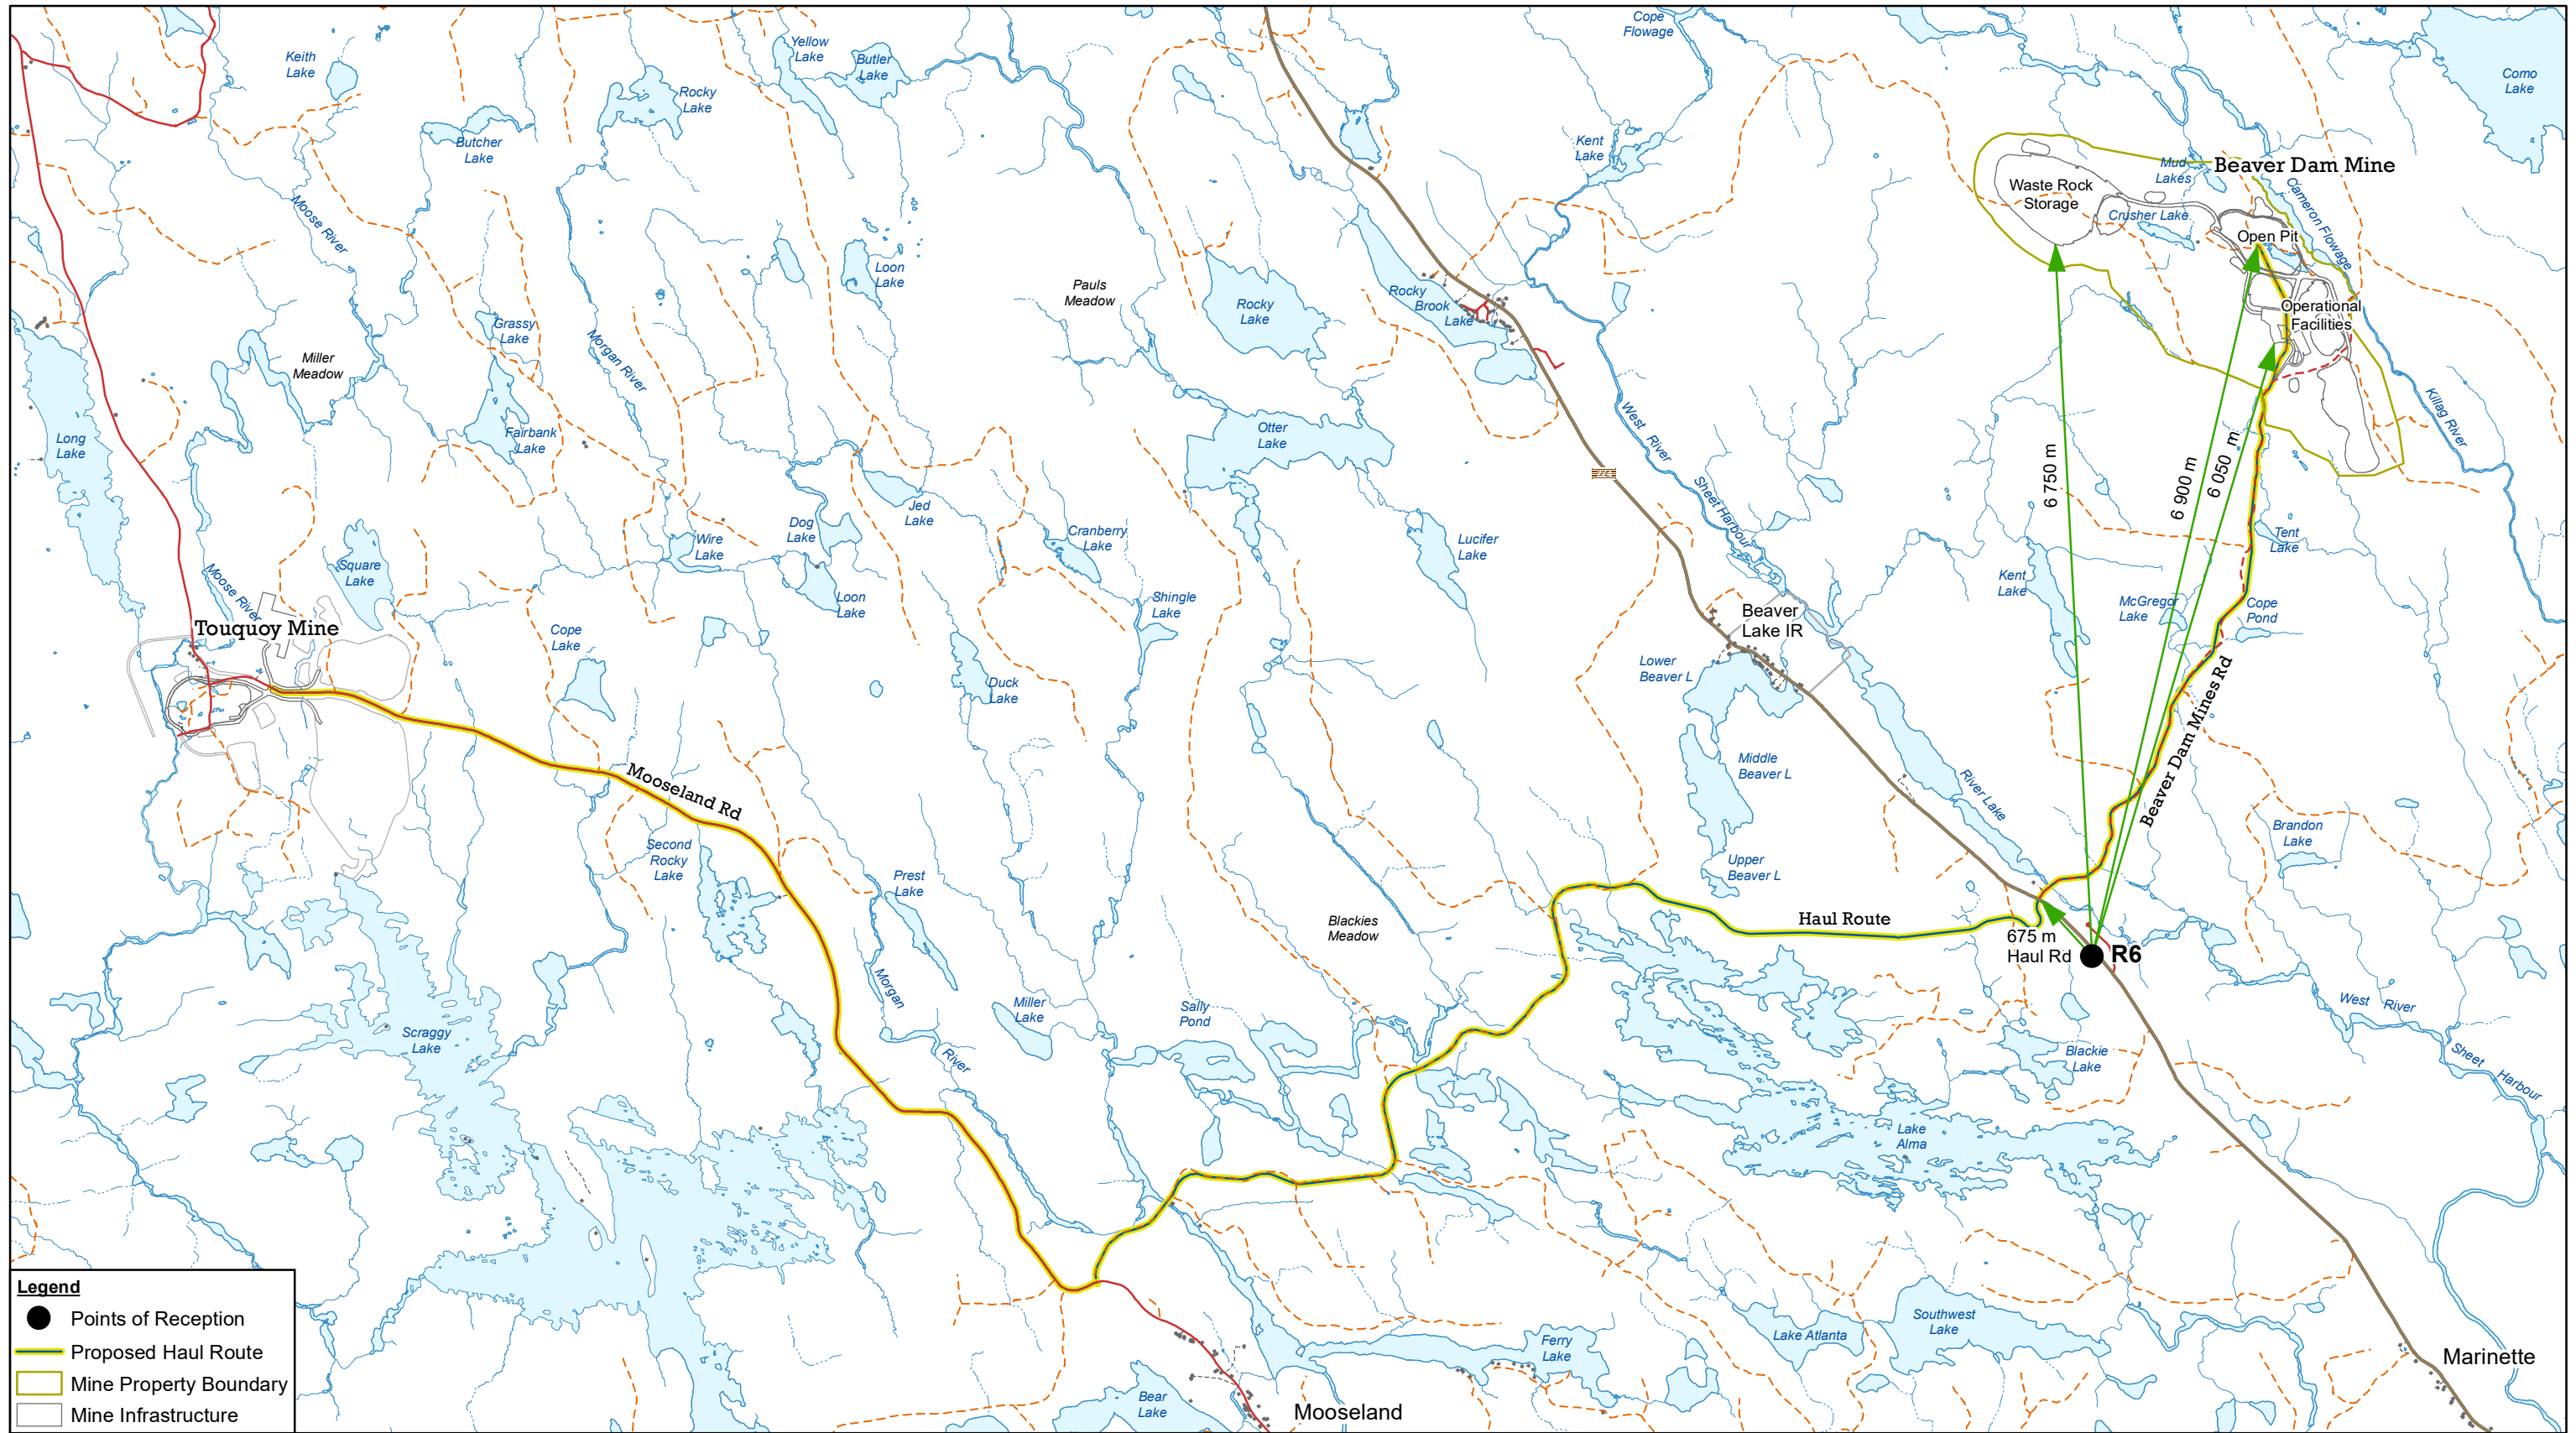 Keith
Lake
Yellow
Lake
Butler
Lake
Cope
Flowage
Como
Lake
Rocky
Lake
Butcher
Lake
Kent
Lake
Mud
Lakes
Beaver Dam Mine
Waste Rock
Storage
Crusher Lake
Cameron Flowage
Open Pit
Moose River
Loon
Lake
Pauls
Meadow
Rocky
Lake
Rocky
Brook
Lake
Operational
Facilities
Grassy
Lake
Miller
Meadow
Morgan River
Long
Lake
Fairbank
Lake
Otter
Lake
West River
Killag River
6 750 m
6 900 m
6 050 m
Jed
Lake
Dog
Lake
Wire
Lake
Cranberry
Lake
Lucifer
Lake
Sheet Harbour
Tent
Lake
Square
Lake
Moose River
Loon
Lake
Shingle
Lake
Kent
Lake
McGregor
Lake
Cope
Pond
Touquoy Mine
Cope
Lake
Beaver
Lake IR
Lower
Beaver L
Duck
Lake
Beaver Dam Mines Rd
Middle
Beaver L
River Lake
Mooseland Rd
Second
Rocky
Lake
Brandon
Lake
Prest
Lake
Upper
Beaver L
Blackies
Meadow
Haul Route
675 m
Haul Rd
R6
Morgan
River
Miller
Lake
Sally
Pond
West River
Sheet
Harbour
Scraggy
Lake
Blackie
Lake
Lake
Alma
Legend
Points of Reception
Proposed Haul Route
Mine Property Boundary
Mine Infrastructure
Southwest
Lake
Lake Atlanta
Ferry
Lake
Bear
Lake
Mooseland
Marinette